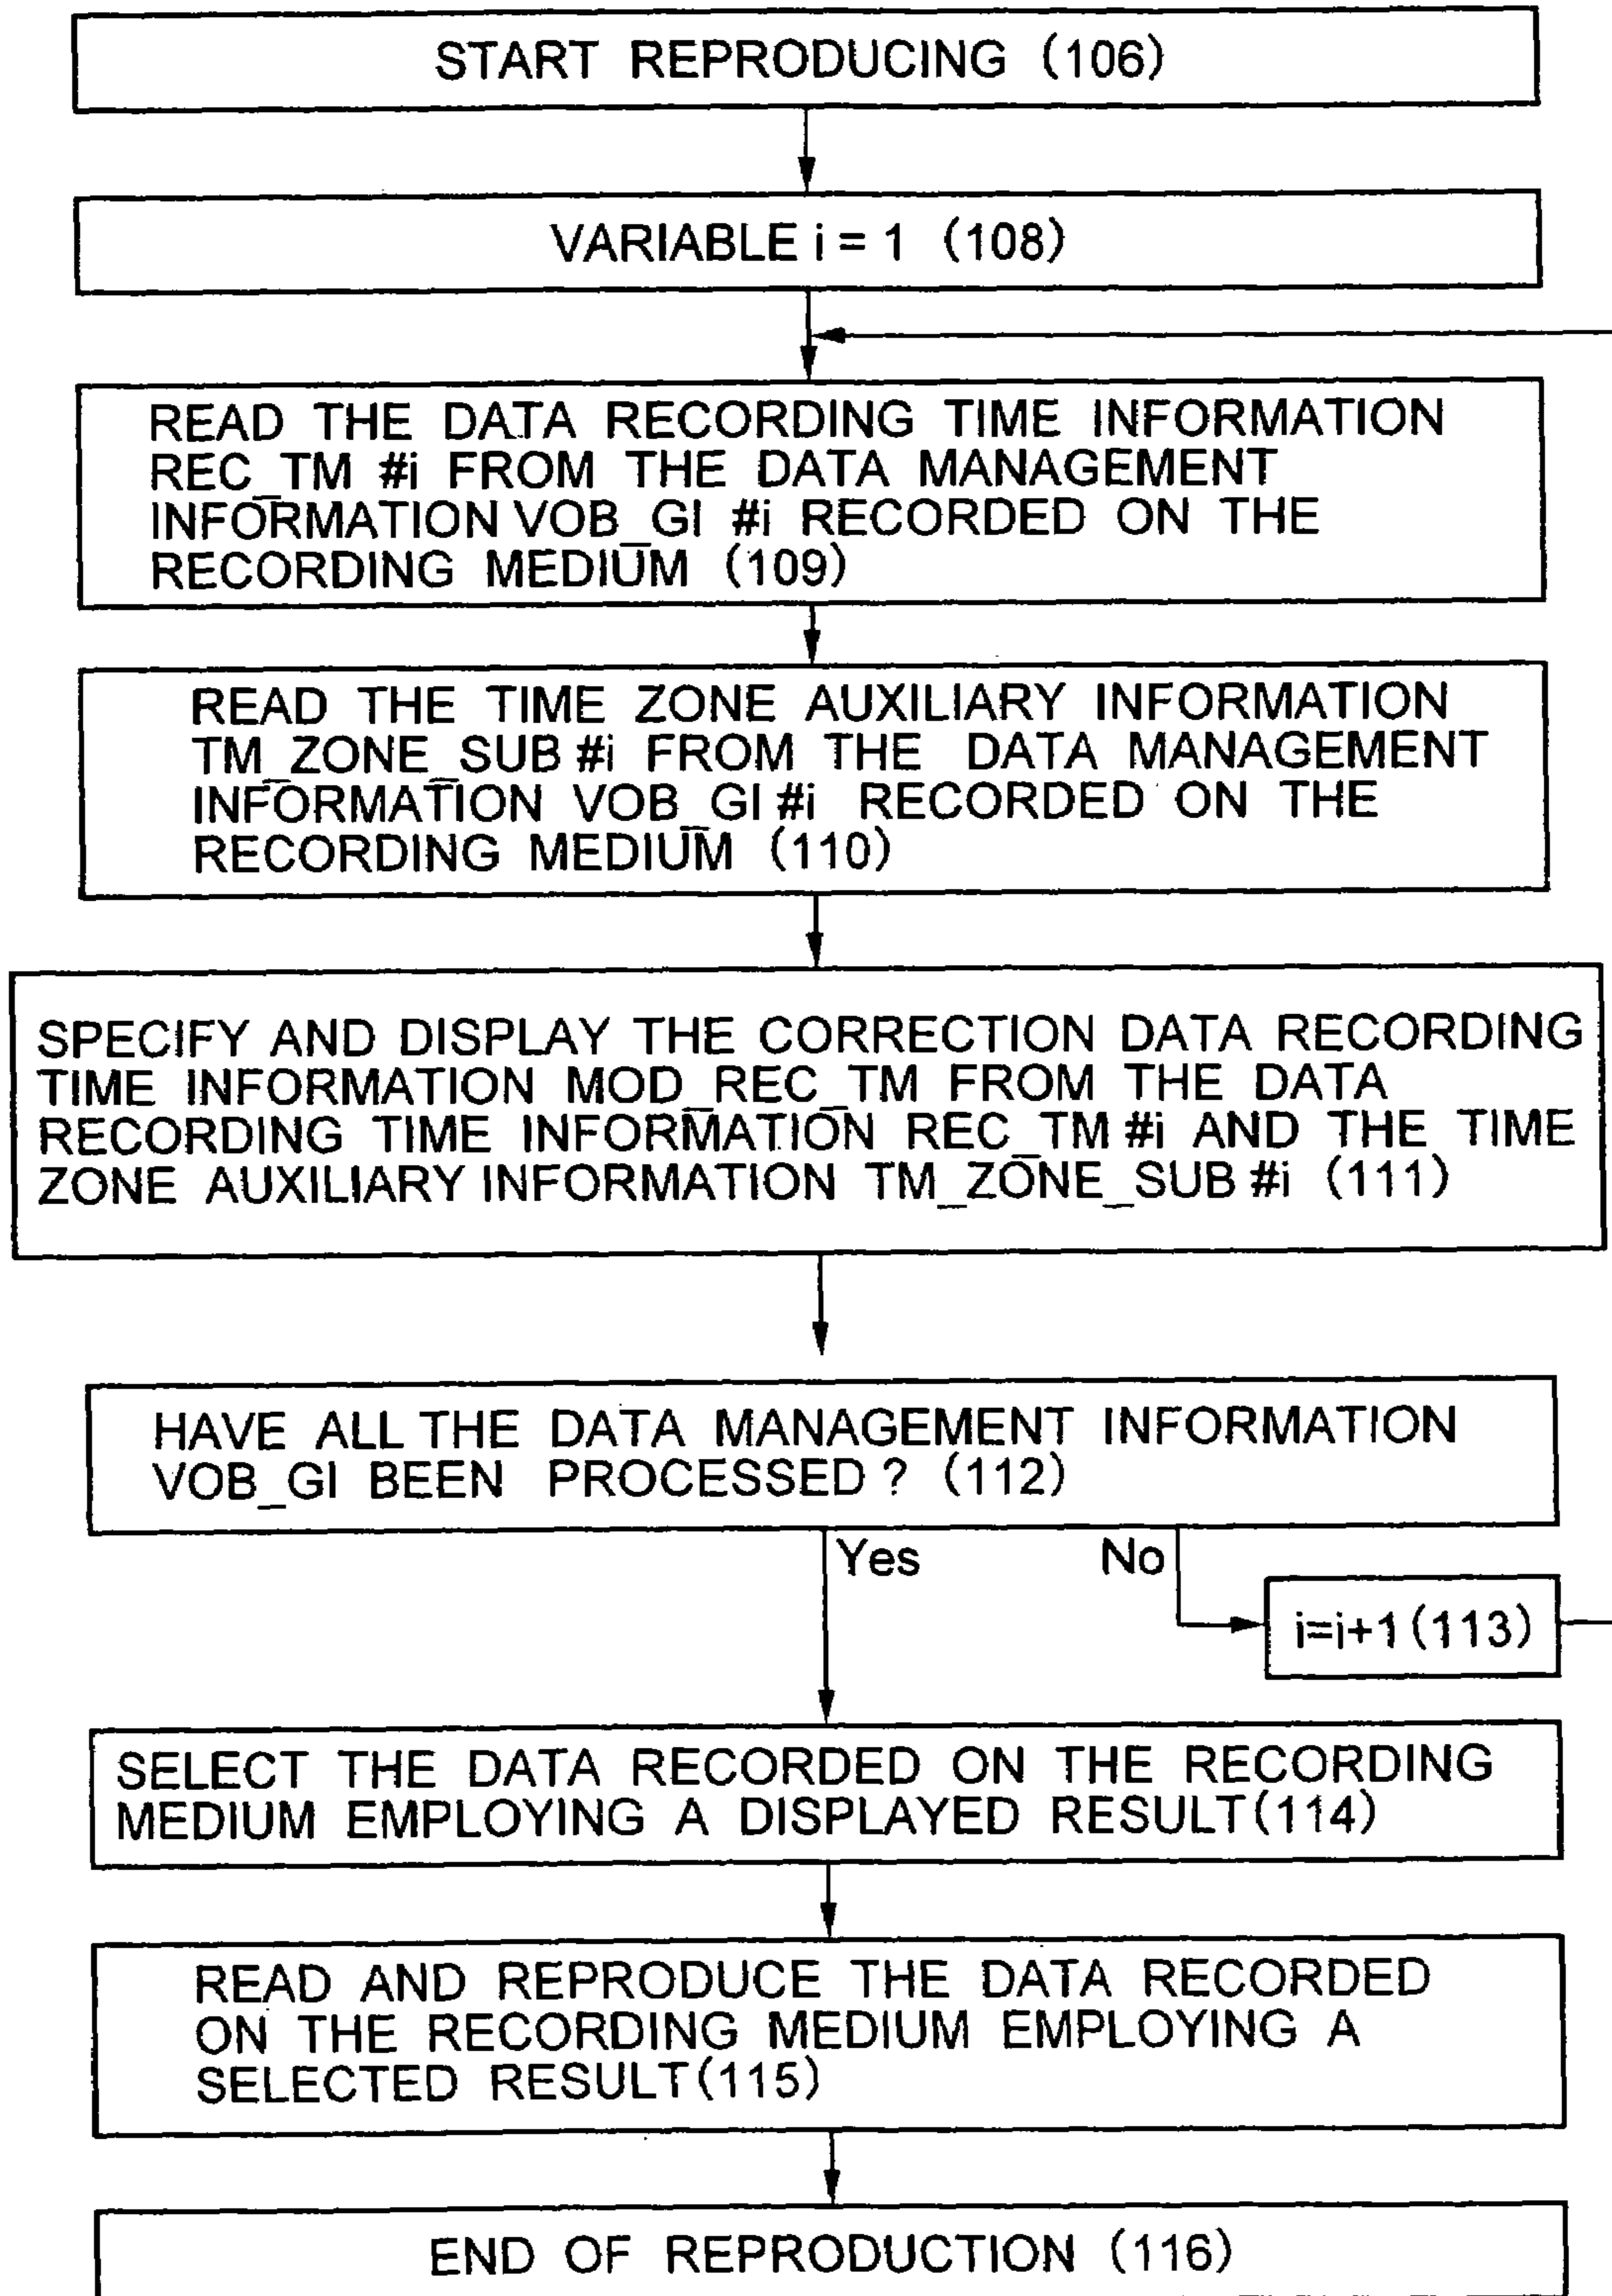 START REPRODUCING (106)
VARIABLE i = 1 (108)
READ THE DATA RECORDING TIME INFORMATION
REC_TM #i FROM THE DATA MANAGEMENT
INFORMATION VOB_GI #i RECORDED ON THE
RECORDING MEDIUM (109)
READ THE TIME ZONE AUXILIARY INFORMATION
TM_ZONE_SUB #i FROM THE DATA MANAGEMENT
INFORMATION VOB_GI #i RECORDED ON THE
RECORDING MEDIUM (110)
SPECIFY AND DISPLAY THE CORRECTION DATA RECORDING
TIME INFORMATION MOD_REC_TM FROM THE DATA
RECORDING TIME INFORMATION REC_TM #i AND THE TIME
ZONE AUXILIARY INFORMATION TM_ZONE_SUB #i (111)
HAVE ALL THE DATA MANAGEMENT INFORMATION
VOB_GI BEEN PROCESSED ? (112)
Yes No
i=i+1 (113)
SELECT THE DATA RECORDED ON THE RECORDING
MEDIUM EMPLOYING A DISPLAYED RESULT(114)
READ AND REPRODUCE THE DATA RECORDED
ON THE RECORDING MEDIUM EMPLOYING A
SELECTED RESULT(115)
END OF REPRODUCTION (116)